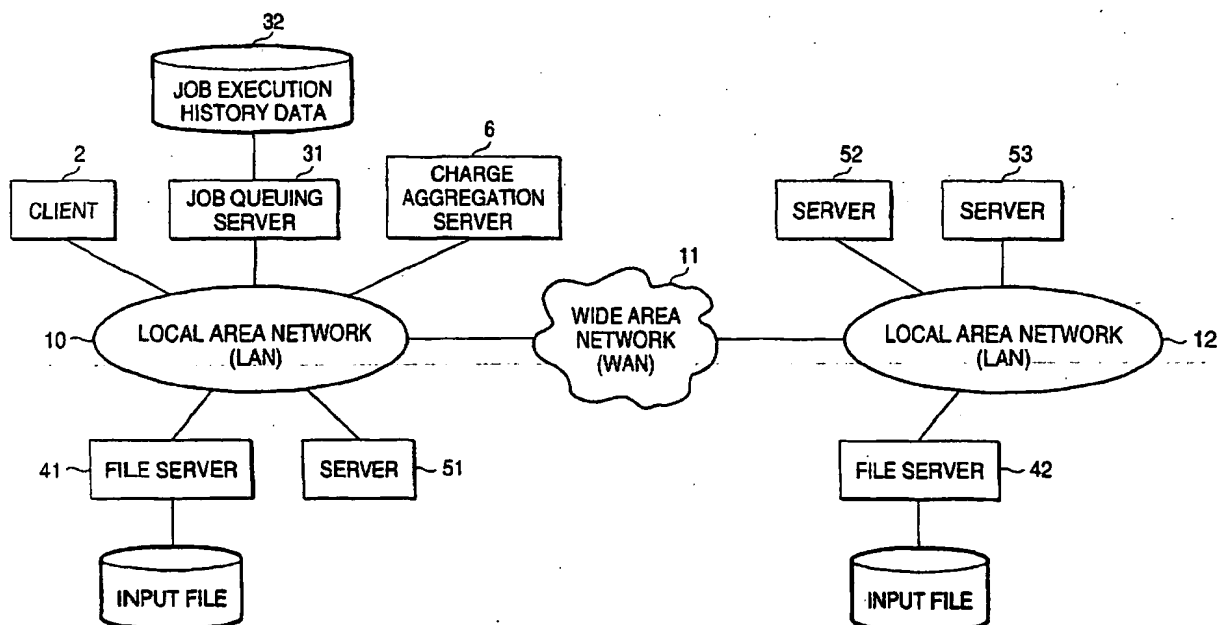 32
JOB EXECUTION
HISTORY DATA
2
CLIENT
31
JOB QUEUING
SERVER
6
CHARGE
AGGREGATION
SERVER
52
SERVER
53
SERVER
10
LOCAL AREA NETWORK
(LAN)
11
WIDE AREA
NETWORK
(WAN)
LOCAL AREA NETWORK
(LAN)
12
41
FILE SERVER
SERVER
51
FILE SERVER
42
INPUT FILE
INPUT FILE